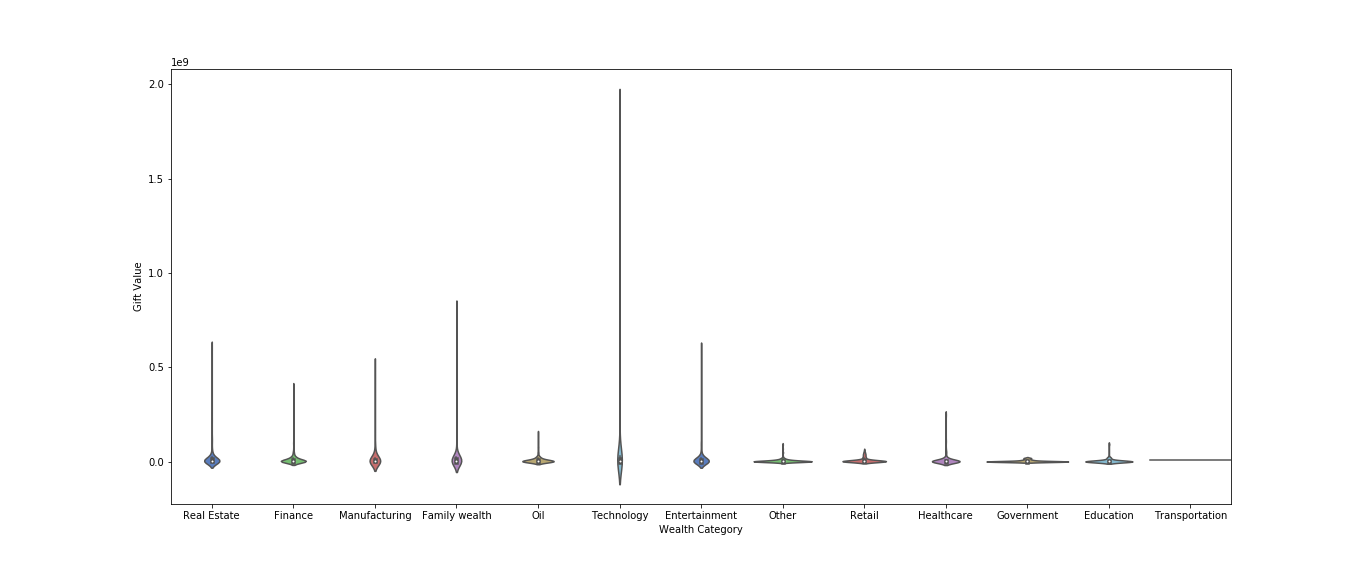 1e9
2.0
1.5
1.0
0.5
0.0
Gift Value
Real Estate Finance Manufacturing Family wealth Oil Technology Entertainment Other Retail Healthcare Government Education Transportation
Wealth Category